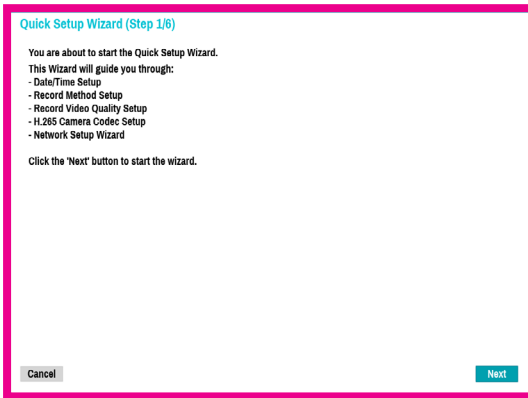 Quick Setup Wizard (Step 1/6)
You are about to start the Quick Setup Wizard.
This Wizard will guide you through:
- Date/Time Setup
- Record Method Setup
- Record Video Quality Setup
- H.265 Camera Codec Setup
- Network Setup Wizard
Click the 'Next' button to start the wizard.
Cancel
Next